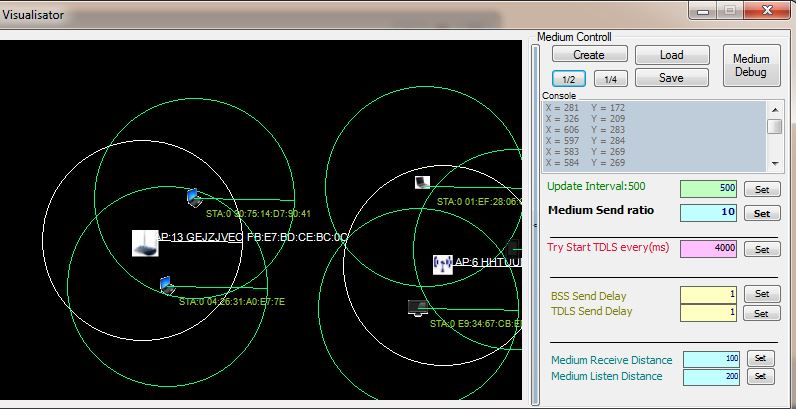 Visualisator
STA:0 30:75:14:D7:90:41
AP:13 GEJZJVEC FB:E7:BD:CE:BC:0C
STA:0 04:26:31:A0:E7:7E
STA:0 01:EF:28:06:
AP:6 HHTUU
STA:0 E9:34:67:CB:E
Medium Controll
Create
Load
Medium
Debug
1/2
1/4
Save
Console
X = 281 Y = 172
X = 326 Y = 209
X = 606 Y = 283
X = 597 Y = 284
X = 583 Y = 269
X = 584 Y = 269
Update Interval:500 500 Set
Medium Send ratio 10 Set
Try Start TDLS every(ms) 4000 Set
BSS Send Delay 1 Set
TDLS Send Delay 1 Set
Medium Receive Distance 100 Set
Medium Listen Distance 200 Set